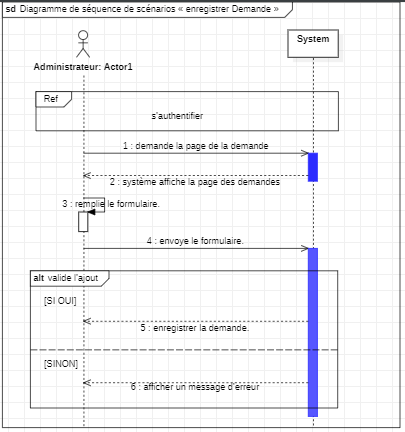 sd Diagramme de séquence de scénarios « enregistrer Demande »
System
Administrateur: Actor1
Ref
s'authentifier
1 : demande la page de la demande
2 : système affiche la page des demandes
3 : remplie le formulaire.
4 : envoye le formulaire.
alt valide l'ajout
[SI OUI]
5 : enregistrer la demande.
[SINON]
6 : afficher un message d'erreur